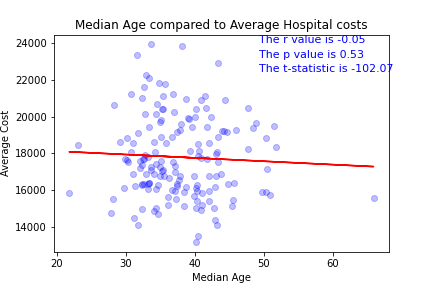 Median Age compared to Average Hospital costs
The r value is -0.05
The p value is 0.53
The t-statistic is -102.07
Average Cost
24000
22000
20000
18000
16000
14000
20 30 40 50 60
Median Age